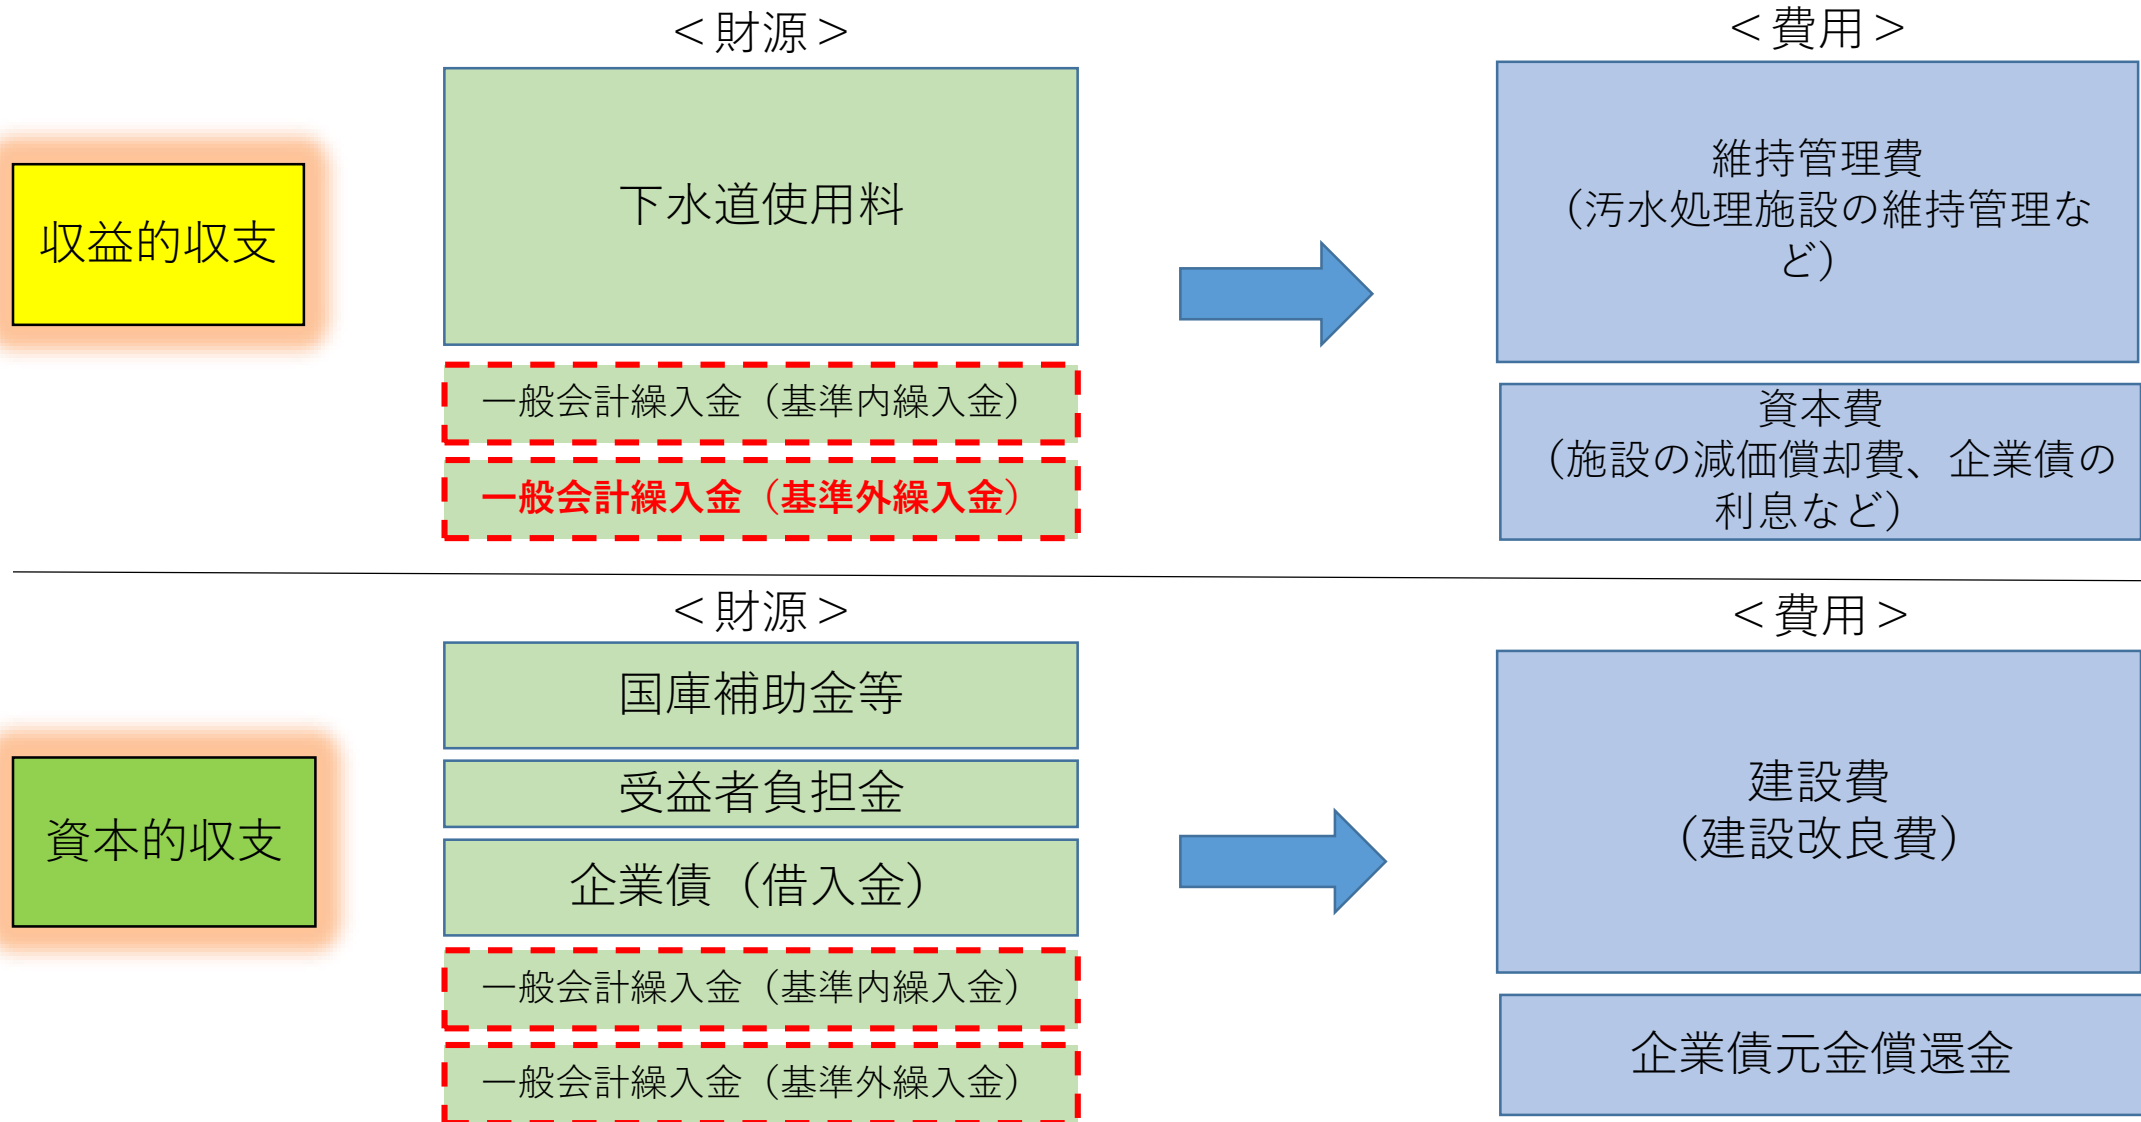 ＜財源＞
＜費用＞
収益的収支
下水道使用料
一般会計繰入金（基準内繰入金）
一般会計繰入金（基準外繰入金）
維持管理費
（汚水処理施設の維持管理な
ど）
資本費
（施設の減価償却費、企業債の
利息など）
＜財源＞
＜費用＞
資本的収支
国庫補助金等
受益者負担金
企業債（借入金）
一般会計繰入金（基準内繰入金）
一般会計繰入金（基準外繰入金）
建設費
（建設改良費）
企業債元金償還金